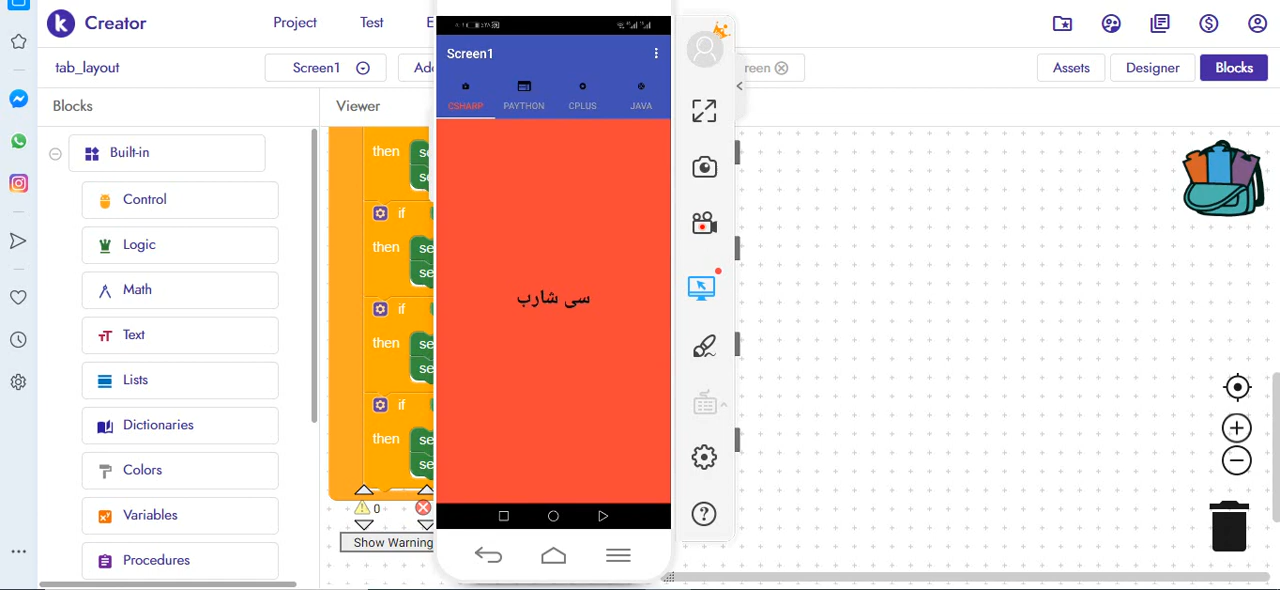 Creator
Project
Test
tab_layout
Screen1
Assets
Designer
Blocks
Blocks
Viewer
Built-in
Control
Logic
Math
Text
Lists
Dictionaries
Colors
Variables
Procedures
then
if
then
if
then
if
then
0
Show Warning
Screen1
CSHARP
PAYTHON
CPLUS
JAVA
سی شارب